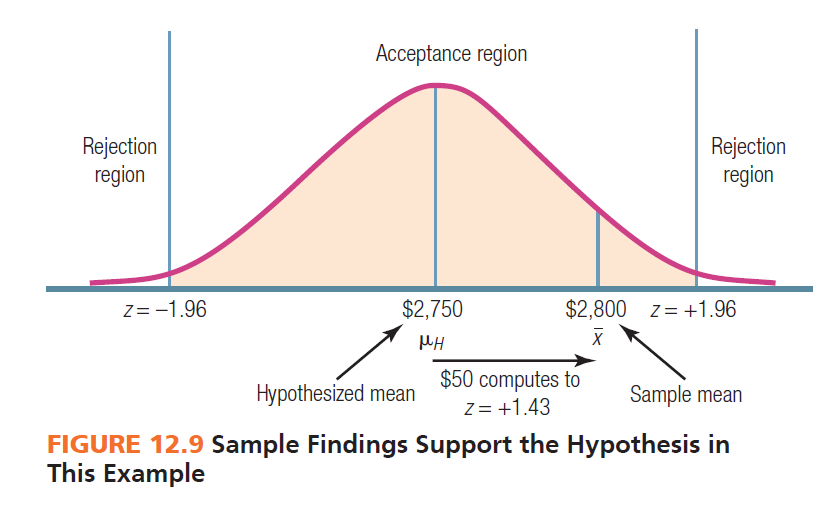 Acceptance region
Rejection
region
Rejection
region
z = –1.96
$2,750
$2,800
z = +1.96
μH
x̄
$50 computes to
z = +1.43
Hypothesized mean
Sample mean
FIGURE 12.9 Sample Findings Support the Hypothesis in
This Example